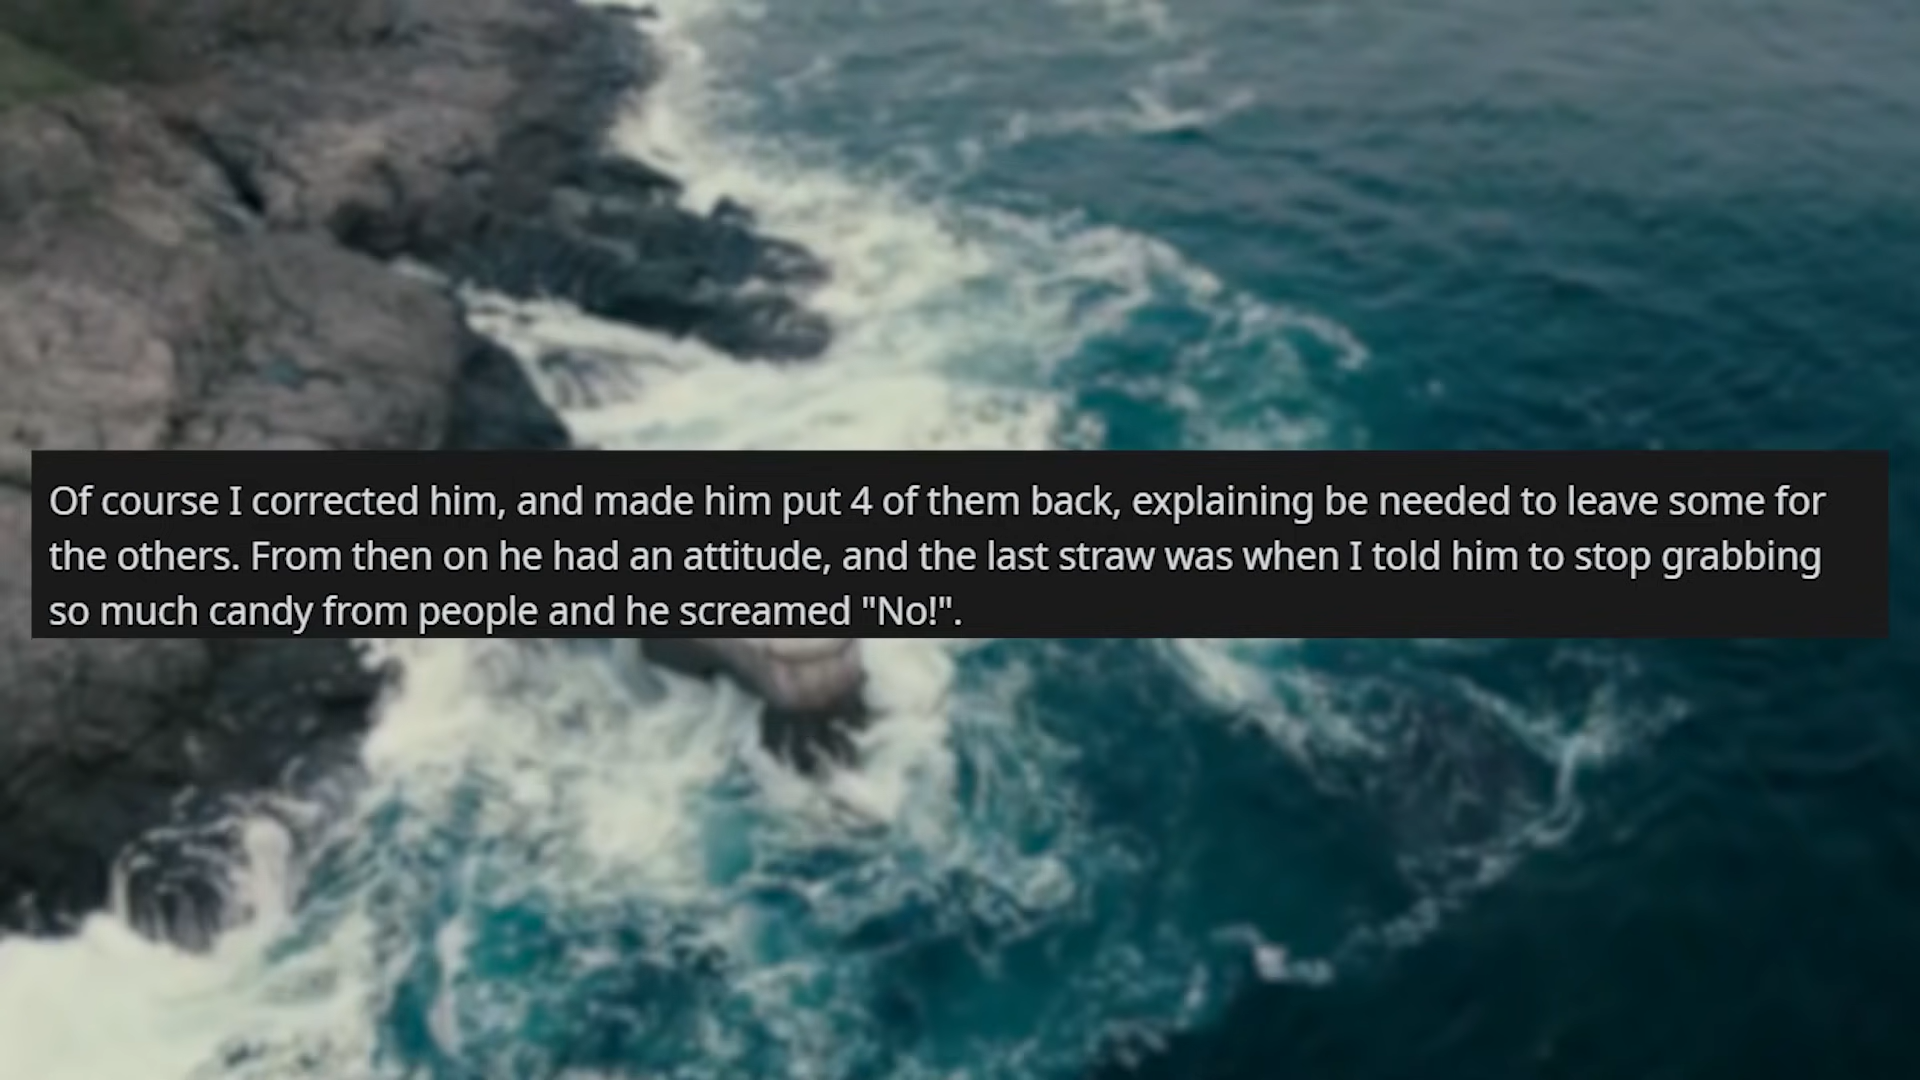 Of course I corrected him, and made him put 4 of them back, explaining be needed to leave some for
the others. From then on he had an attitude, and the last straw was when I told him to stop grabbing
so much candy from people and he screamed "No!".